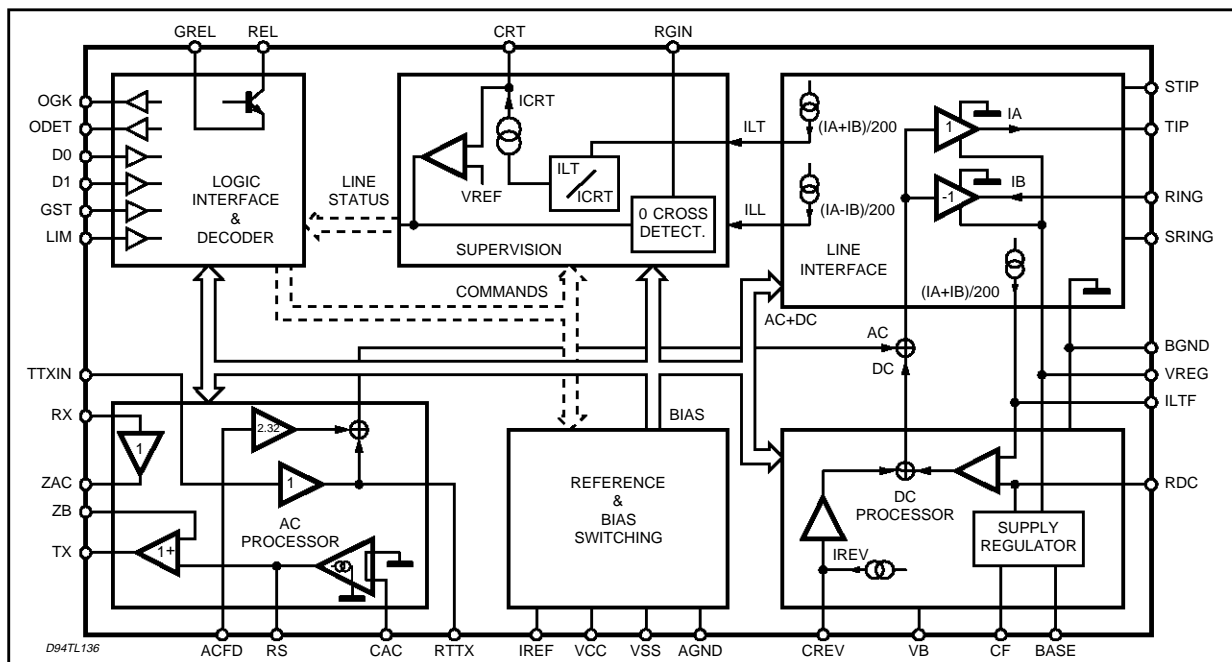 GREL
REL
CRT
RGIN
OGK
ODET
D0
D1
GST
LIM
LOGIC
INTERFACE
&
DECODER
LINE
STATUS
ICRT
VREF
ILT
ICRT
0 CROSS
DETECT.
SUPERVISION
COMMANDS
ILT
(IA+IB)/200
ILL
(IA-IB)/200
LINE
INTERFACE
1
IA
-1
IB
(IA+IB)/200
STIP
TIP
RING
SRING
AC+DC
AC
DC
BGND
VREG
ILTF
RDC
TTXIN
RX
ZAC
ZB
TX
1
2.32
1
1+
AC
PROCESSOR
BIAS
REFERENCE
&
BIAS
SWITCHING
DC
PROCESSOR
IREV
SUPPLY
REGULATOR
D94TL136
ACFD
RS
CAC
RTTX
IREF
VCC
VSS
AGND
CREV
VB
CF
BASE